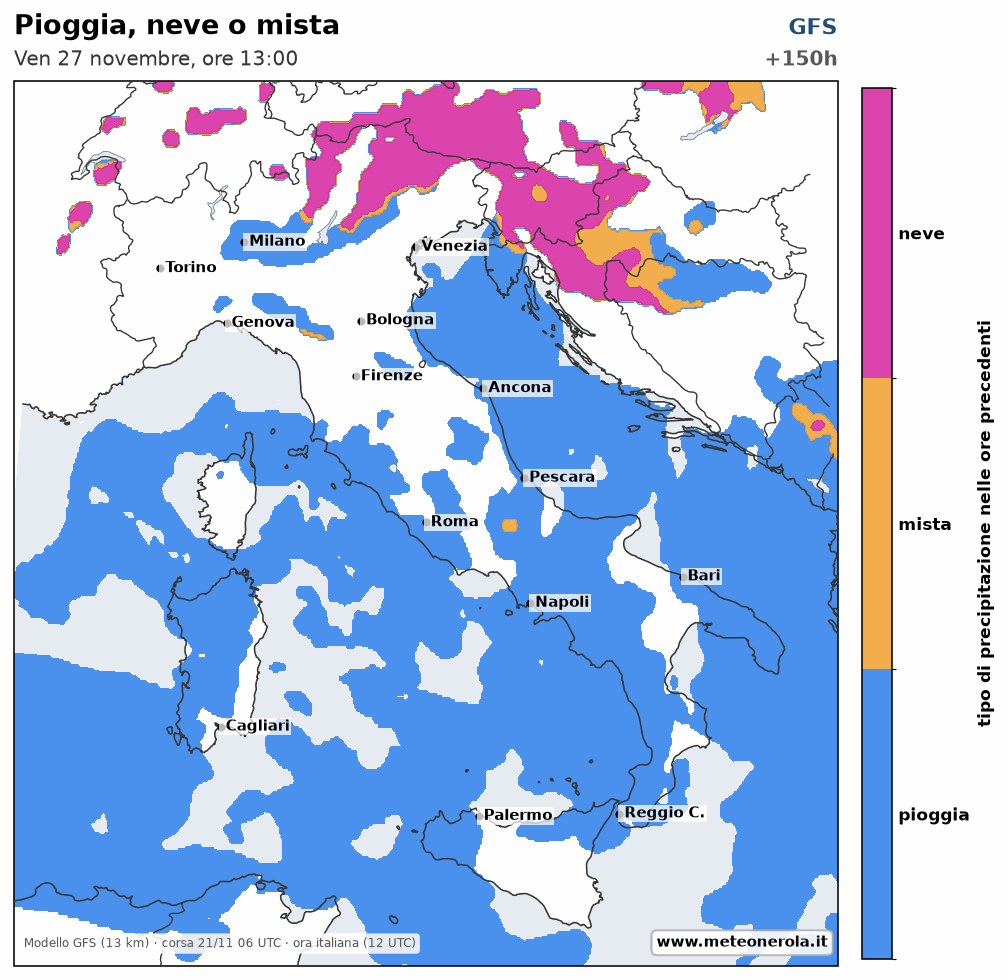 Pioggia, neve o mista
GFS
Ven 27 novembre, ore 13:00
+150h
neve
Milano
Venezia
Torino
Genova
Bologna
Firenze
Ancona
Pescara
Roma
mista
Bari
Napoli
Cagliari
Palermo
Reggio C.
pioggia
tipo di precipitazione nelle ore precedenti
Modello GFS (13 km) · corsa 21/11 06 UTC · ora italiana (12 UTC)
www.meteonerola.it